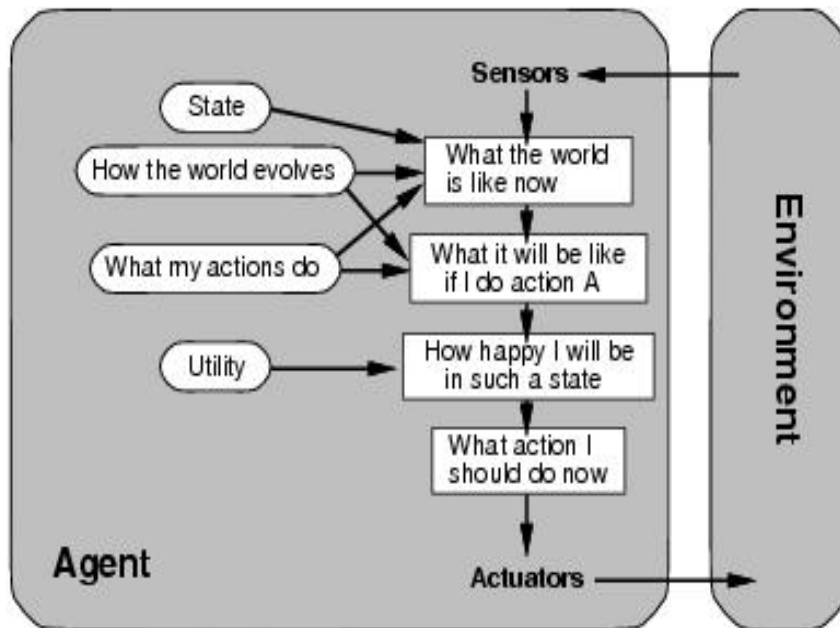 Sensors
State
What the world
is like now
How the world evolves
What it will be like
if I do action A
What my actions do
How happy I will be
in such a state
Utility
What action I
should do now
Agent
Actuators
Environment